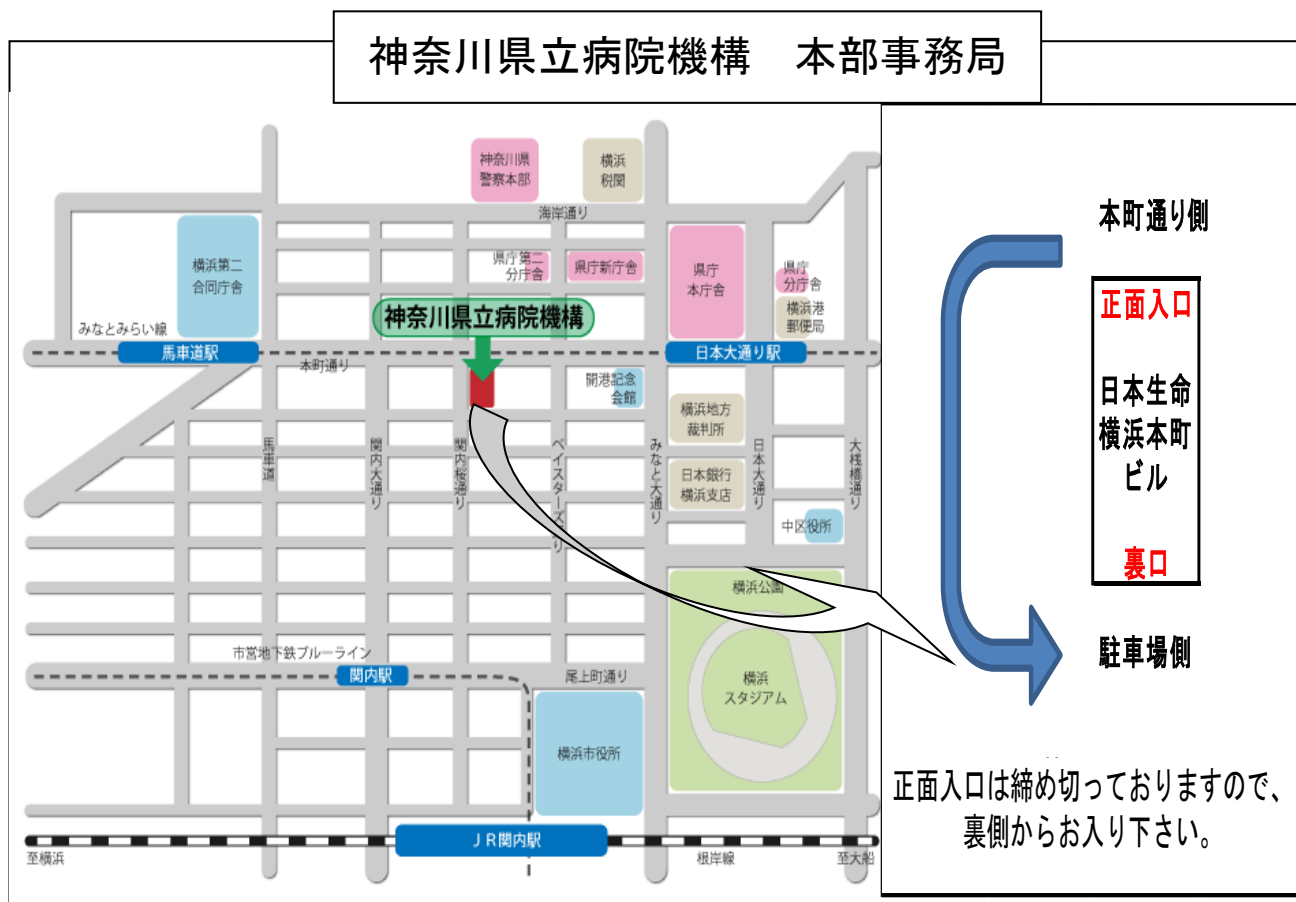 神奈川県立病院機構　本部事務局
神奈川県
警察本部
横浜
税関
海岸通り
横浜第二
合同庁舎
県庁第二
分庁舎
県庁新庁舎
県庁
本庁舎
県庁
分庁舎
横浜港
郵便局
神奈川県立病院機構
みなとみらい線
馬車道駅
日本大通り駅
本町通り
開港記念
会館
横浜地方
裁判所
馬車道
関内大通り
関内桜通り
ベイスターズ通り
みなと大通り
日本大通り
大桟橋通り
日本銀行
横浜支店
中区役所
横浜公園
市営地下鉄ブルーライン
関内駅
尾上町通り
横浜
スタジアム
横浜市役所
ＪＲ関内駅
至横浜
根岸線
至大船
本町通り側
正面入口
日本生命
横浜本町
ビル
裏口
駐車場側
正面入口は締め切っておりますので、
裏側からお入り下さい。